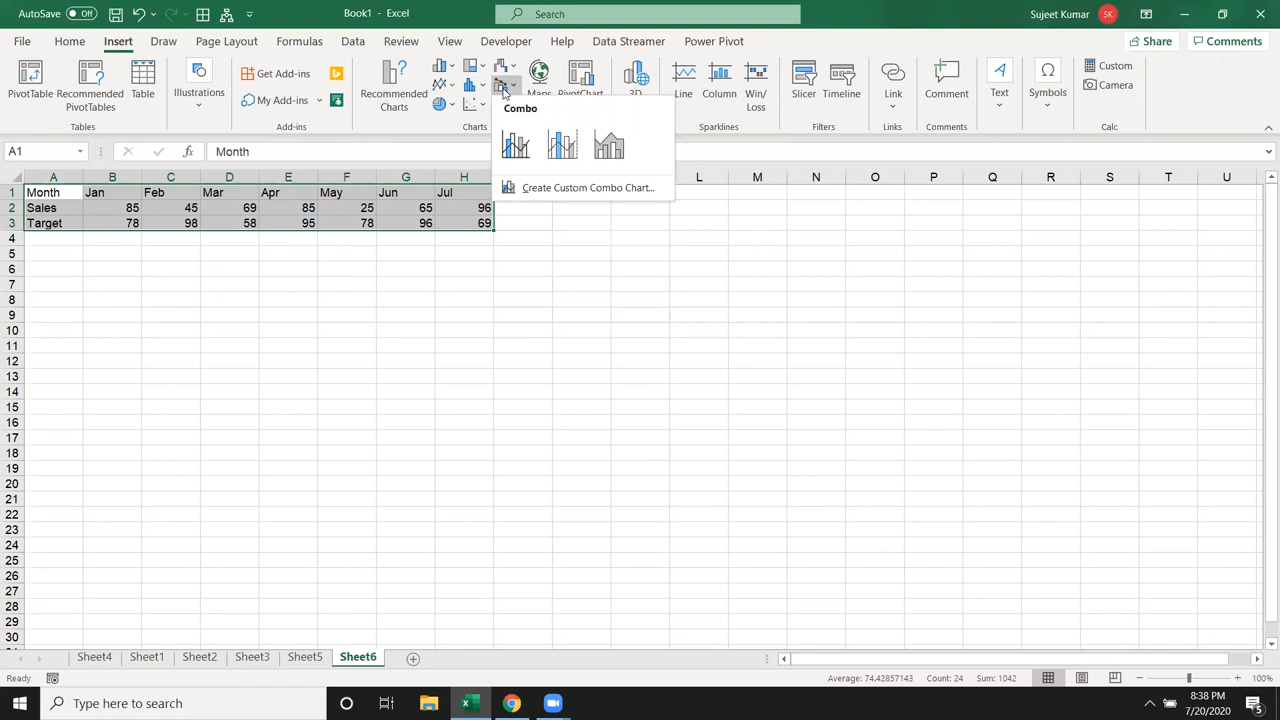 AutoSave Off Book1 - Excel Search Sujeet Kumar SK
File Home Insert Draw Page Layout Formulas Data Review View Developer Help Data Streamer Power Pivot Share Comments
PivotTable Recommended PivotTables Table Illustrations Get Add-ins My Add-ins Recommended Charts Maps PivotChart 3D Line Column Win/Loss Slicer Timeline Link Comment Text Symbols Custom Camera
Tables Add-ins Charts Sparklines Filters Links Comments Calc
Combo
Create Custom Combo Chart...
A1 fx Month
A B C D E F G H L M N O P Q R S T U
1 Month Jan Feb Mar Apr May Jun Jul
2 Sales 85 45 69 85 25 65 96
3 Target 78 98 58 95 78 96 69
4
5
6
7
8
9
10
11
12
13
14
15
16
17
18
19
20
21
22
23
24
25
26
27
28
29
30
Sheet4 Sheet1 Sheet2 Sheet3 Sheet5 Sheet6
Ready Average: 74.42857143 Count: 24 Sum: 1042 100%
Type here to search 8:38 PM
7/20/2020 5